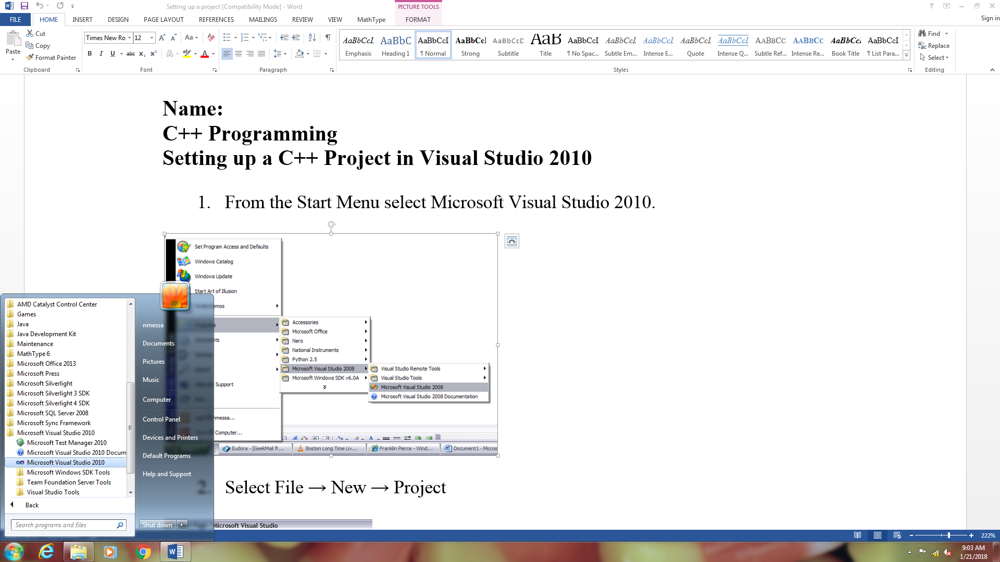 Setting up a project [Compatibility Mode] - Word
PICTURE TOOLS
FILE HOME INSERT DESIGN PAGE LAYOUT REFERENCES MAILINGS REVIEW VIEW MathType FORMAT Sign in
Paste
Cut
Copy
Format Painter
Clipboard
Times New Ro 12
Font
Paragraph
AaBbCcI AaBbC AaBbCcI AaBbCcI AaBbCcD AaB AaBbCcI AaBbCcI AaBbCcI AaBbCcI AaBbCcI AABBCC AABBCC AaBbCcI AaBbCcI
Emphasis Heading 1 ¶ Normal Strong Subtitle Title ¶ No Spac... Subtle Em... Intense E... Quote Intense Q... Subtle Ref... Intense Re... Book Title ¶ List Para...
Styles
Find
Replace
Select
Editing
Name:
C++ Programming
Setting up a C++ Project in Visual Studio 2010
1. From the Start Menu select Microsoft Visual Studio 2010.
Set Program Access and Defaults
Windows Catalog
Windows Update
Start Art of Illusion
Support
Computer...
Accessories
Microsoft Office
Nero
National Instruments
Python 2.5
Microsoft Visual Studio 2008
Microsoft Windows SDK v6.0A
Visual Studio Remote Tools
Visual Studio Tools
Microsoft Visual Studio 2008
Microsoft Visual Studio 2008 Documentation
Eudora - [GeekMail fr...
Boston Long Time Liv...
Franklin Pierce - Wind...
Document1 - Micros
2. Select File → New → Project
Microsoft Visual Studio
AMD Catalyst Control Center
Games
Java
Java Development Kit
Maintenance
MathType 6
Microsoft Office 2013
Microsoft Press
Microsoft Silverlight
Microsoft Silverlight 3 SDK
Microsoft Silverlight 4 SDK
Microsoft SQL Server 2008
Microsoft Sync Framework
Microsoft Visual Studio 2010
Microsoft Test Manager 2010
Microsoft Visual Studio 2010 Docum
Microsoft Visual Studio 2010
Microsoft Windows SDK Tools
Team Foundation Server Tools
Visual Studio Tools
Back
Search programs and files
nmessa
Documents
Pictures
Music
Computer
Control Panel
Devices and Printers
Default Programs
Help and Support
Shut down
222%
9:03 AM
1/21/2018